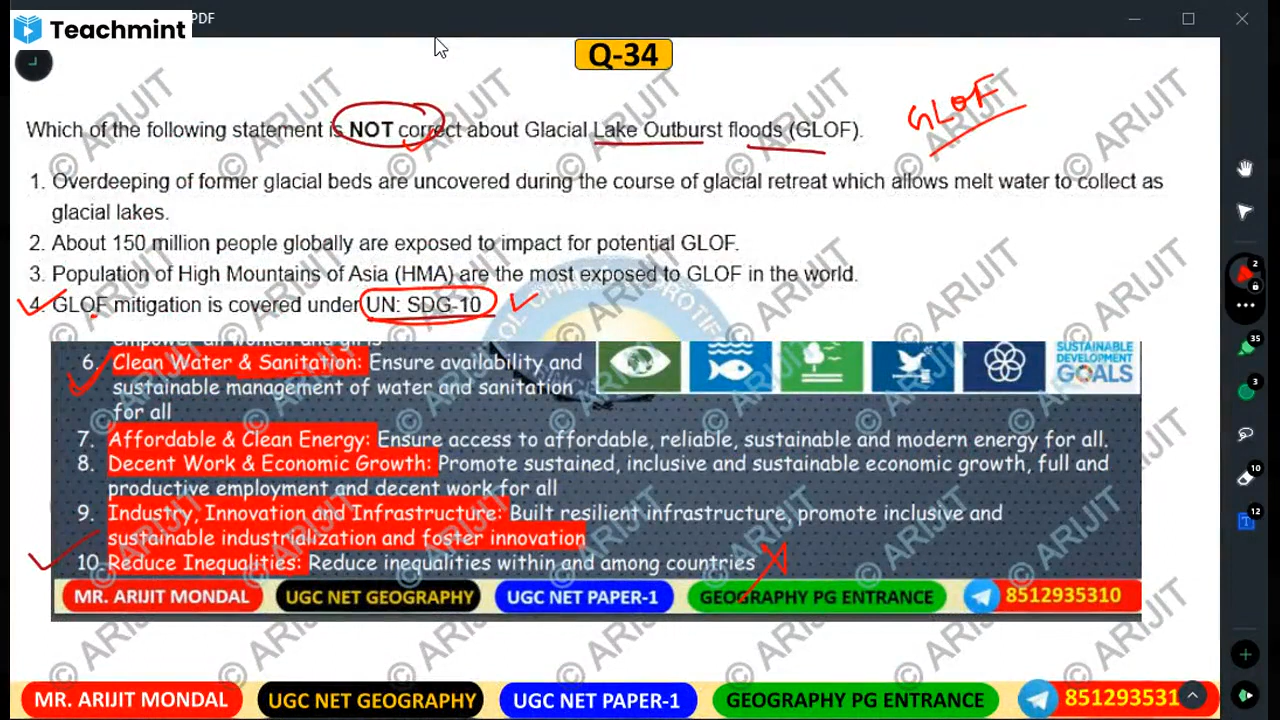 PDF
Teachmint
Q-34
GLOF
Which of the following statement is NOT correct about Glacial Lake Outburst floods (GLOF).
1. Overdeeping of former glacial beds are uncovered during the course of glacial retreat which allows melt water to collect as
glacial lakes.
2. About 150 million people globally are exposed to impact for potential GLOF.
3. Population of High Mountains of Asia (HMA) are the most exposed to GLOF in the world.
4. GLOF mitigation is covered under UN: SDG-10
6. Clean Water & Sanitation: Ensure availability and
sustainable management of water and sanitation
for all
SUSTAINABLE
DEVELOPMENT
GOALS
7. Affordable & Clean Energy: Ensure access to affordable, reliable, sustainable and modern energy for all.
8. Decent Work & Economic Growth: Promote sustained, inclusive and sustainable economic growth, full and
productive employment and decent work for all
9. Industry, Innovation and Infrastructure: Built resilient infrastructure, promote inclusive and
sustainable industrialization and foster innovation
10. Reduce Inequalities: Reduce inequalities within and among countries
MR. ARIJIT MONDAL UGC NET GEOGRAPHY UGC NET PAPER-1 GEOGRAPHY PG ENTRANCE 8512935310
MR. ARIJIT MONDAL UGC NET GEOGRAPHY UGC NET PAPER-1 GEOGRAPHY PG ENTRANCE 851293531
© ARIJIT
2
35
3
10
12